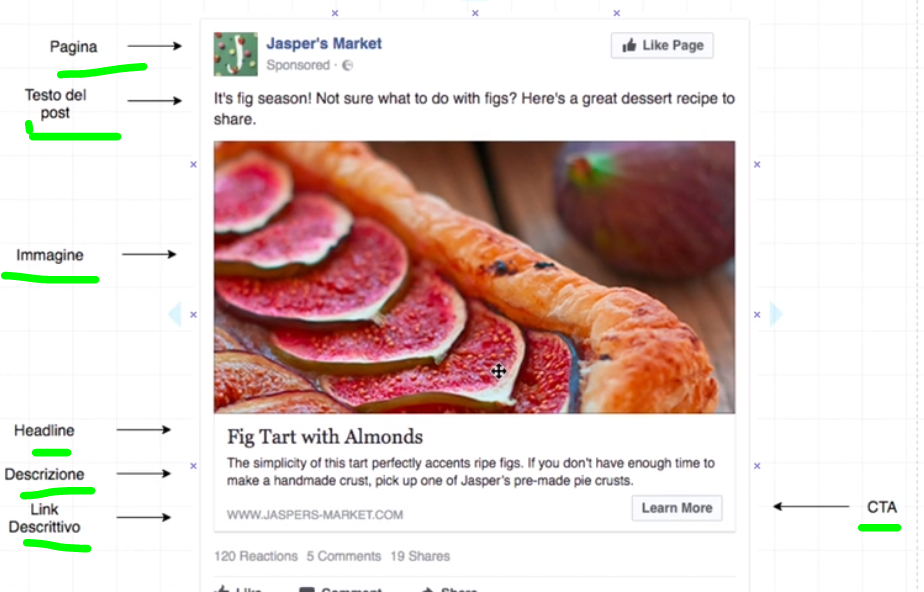 Pagina
Jasper's Market
Like Page
Sponsored ·
Testo del
post
It's fig season! Not sure what to do with figs? Here's a great dessert recipe to
share.
Immagine
Headline
Fig Tart with Almonds
Descrizione
The simplicity of this tart perfectly accents ripe figs. If you don't have enough time to
make a handmade crust, pick up one of Jasper's pre-made pie crusts.
Link
Descrittivo
WWW.JASPERS-MARKET.COM
Learn More
CTA
120 Reactions 5 Comments 19 Shares
Like Comment Share